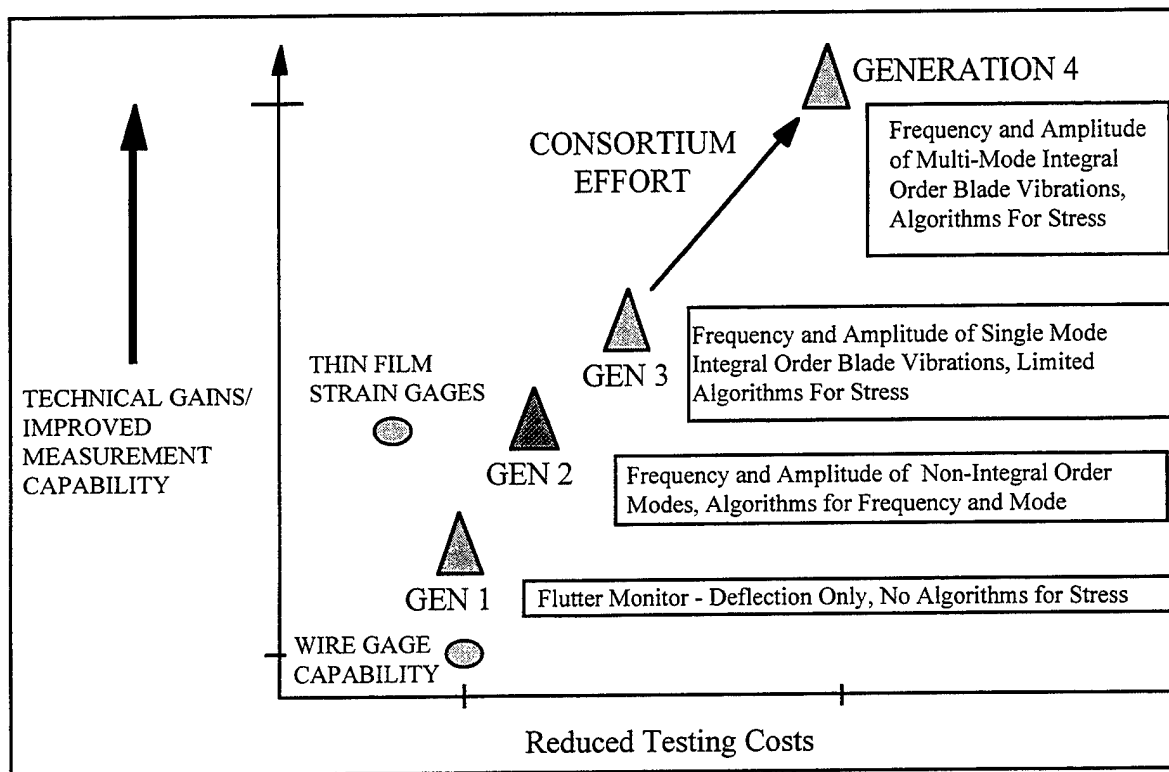 GENERATION 4
CONSORTIUM
EFFORT
Frequency and Amplitude
of Multi-Mode Integral
Order Blade Vibrations,
Algorithms For Stress
GEN 3
Frequency and Amplitude of Single Mode
Integral Order Blade Vibrations, Limited
Algorithms For Stress
THIN FILM
STRAIN GAGES
TECHNICAL GAINS/
IMPROVED
MEASUREMENT
CAPABILITY
GEN 2
Frequency and Amplitude of Non-Integral Order
Modes, Algorithms for Frequency and Mode
GEN 1
Flutter Monitor - Deflection Only, No Algorithms for Stress
WIRE GAGE
CAPABILITY
Reduced Testing Costs